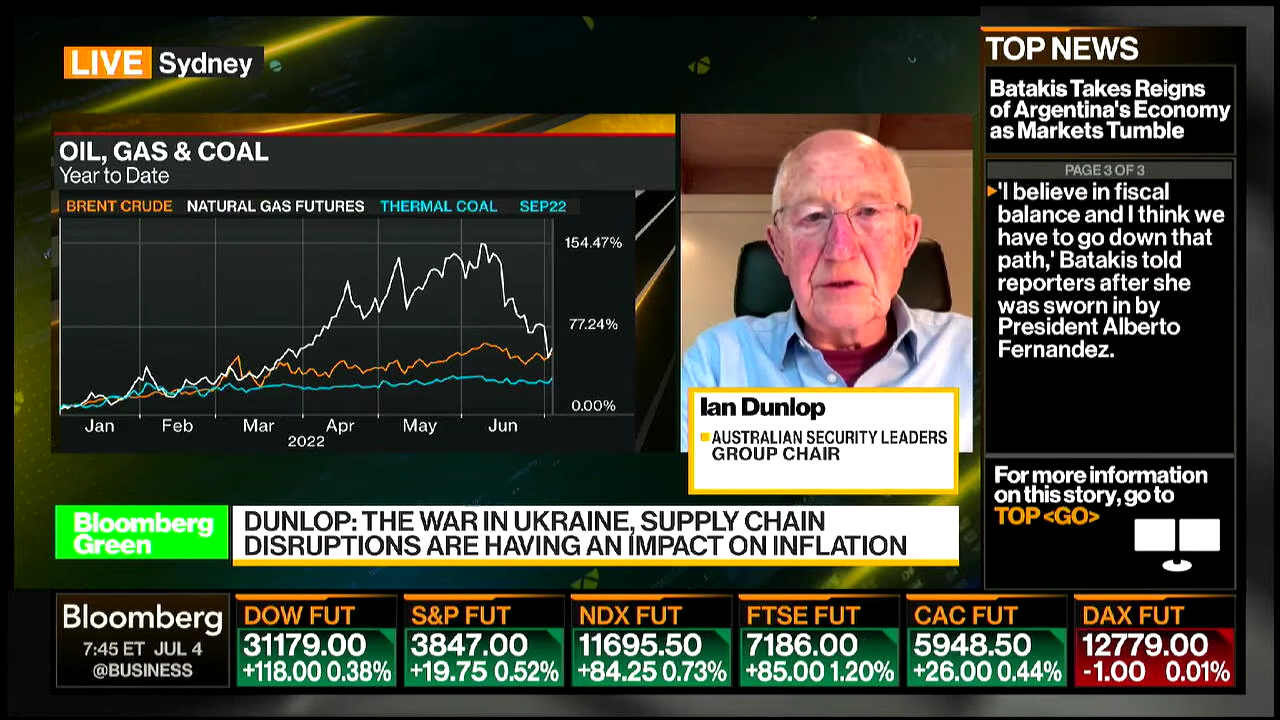 LIVE Sydney
OIL, GAS & COAL
Year to Date
BRENT CRUDE NATURAL GAS FUTURES THERMAL COAL SEP22
154.47%
77.24%
0.00%
Jan Feb Mar Apr May Jun
2022
Ian Dunlop
AUSTRALIAN SECURITY LEADERS
GROUP CHAIR
Bloomberg
Green
DUNLOP: THE WAR IN UKRAINE, SUPPLY CHAIN
DISRUPTIONS ARE HAVING AN IMPACT ON INFLATION
TOP NEWS
Batakis Takes Reigns
of Argentina's Economy
as Markets Tumble
PAGE 3 OF 3
'I believe in fiscal
balance and I think we
have to go down that
path,' Batakis told
reporters after she
was sworn in by
President Alberto
Fernandez.
For more information
on this story, go to
TOP <GO>
Bloomberg
7:45 ET JUL 4
@BUSINESS
DOW FUT
31179.00
+118.00 0.38%
S&P FUT
3847.00
+19.75 0.52%
NDX FUT
11695.50
+84.25 0.73%
FTSE FUT
7186.00
+85.00 1.20%
CAC FUT
5948.50
+26.00 0.44%
DAX FUT
12779.00
-1.00 0.01%